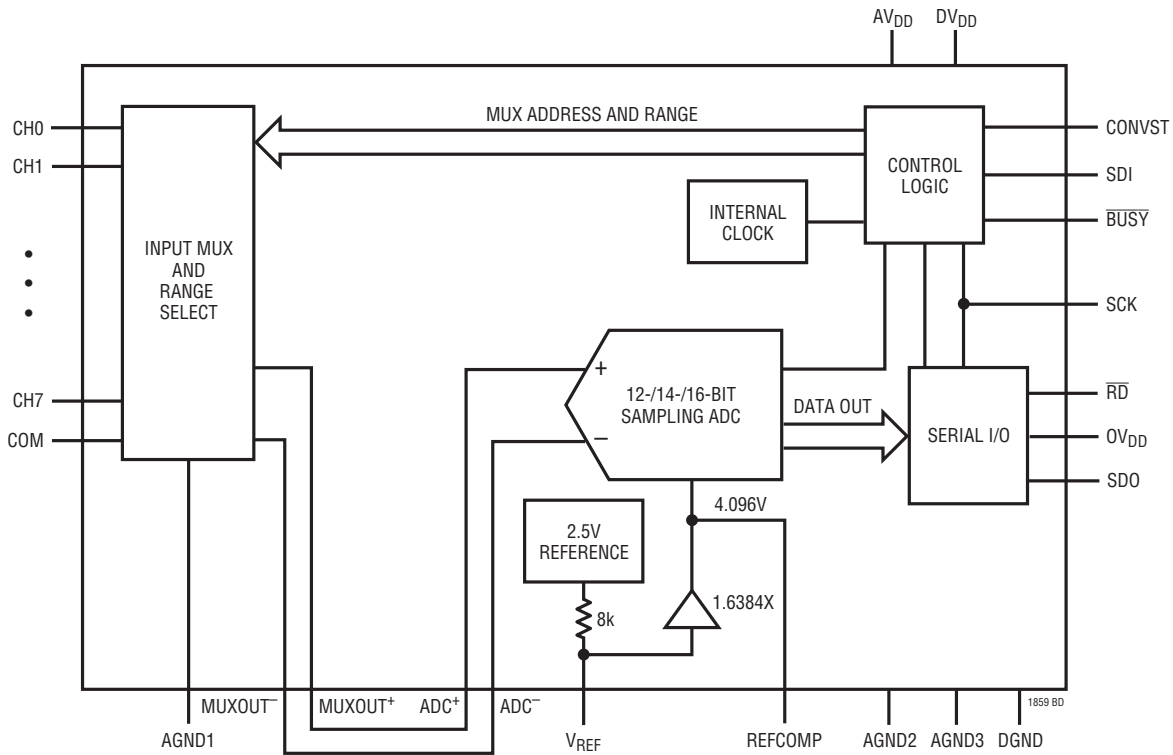 AVDD DVDD
CH0
CH1
CH7
COM
INPUT MUX
AND
RANGE
SELECT
MUX ADDRESS AND RANGE
INTERNAL
CLOCK
CONTROL
LOGIC
CONVST
SDI
B̅U̅S̅Y̅
SCK
+
12-/14-/16-BIT
SAMPLING ADC
–
DATA OUT
SERIAL I/O
R̅D̅
OVDD
SDO
4.096V
2.5V
REFERENCE
8k
1.6384X
MUXOUT– MUXOUT+ ADC+ ADC–
1859 BD
AGND1 VREF REFCOMP AGND2 AGND3 DGND